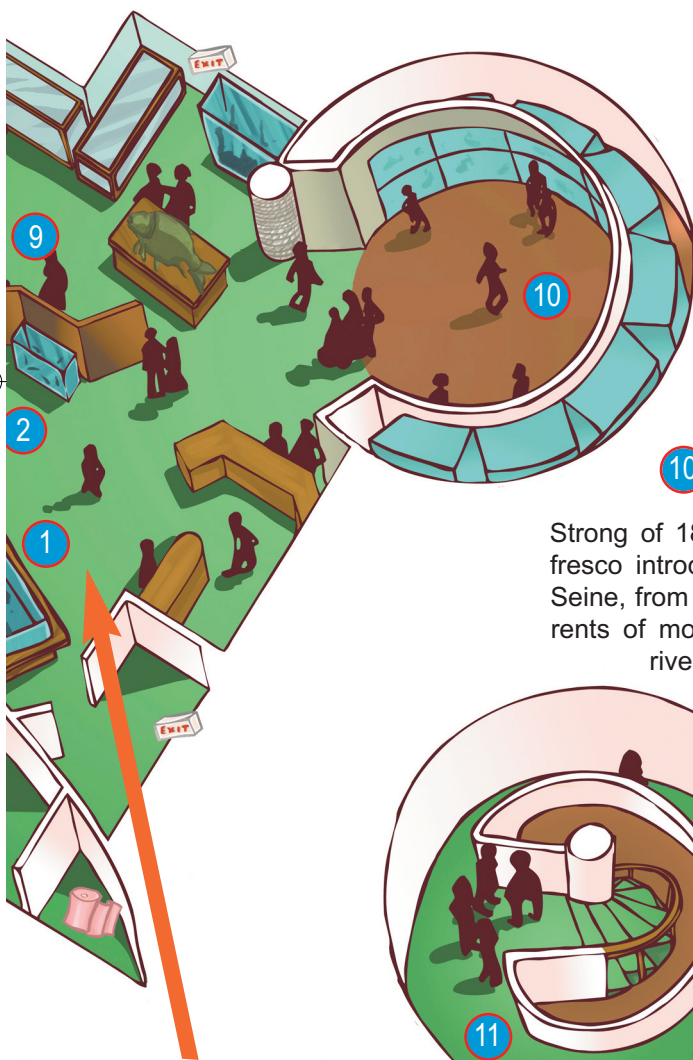 EXIT
9
10
2
10
1
Strong of 18
fresco introd
Seine, from
rents of mo
rive
EXIT
11